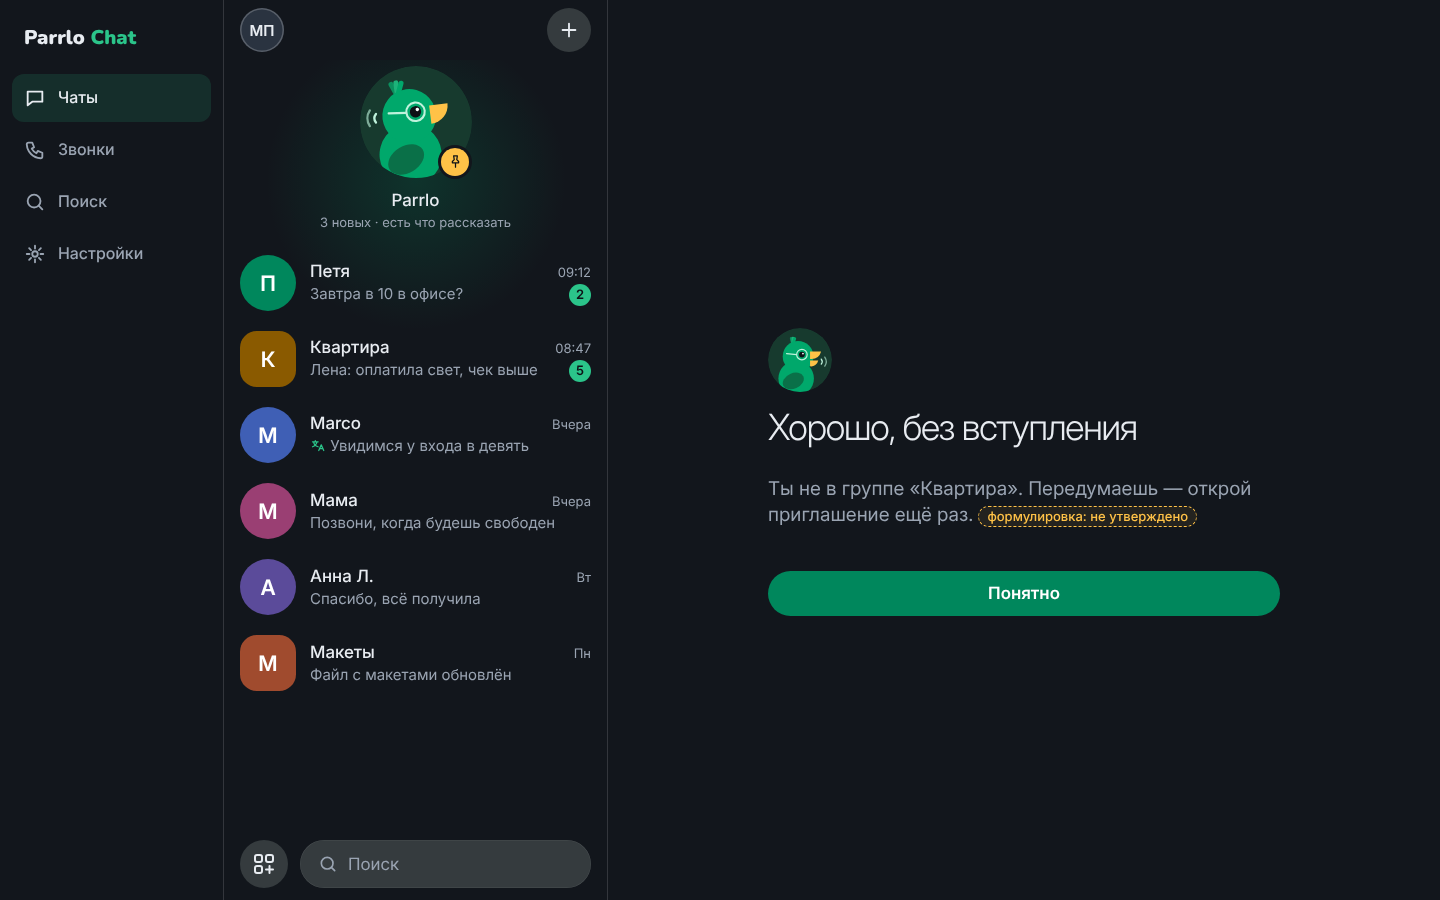 Parrlo Chat
Чаты
Звонки
Поиск
Настройки
МП
Parrlo
3 новых · есть что рассказать
П
Петя
09:12
Завтра в 10 в офисе?
2
К
Квартира
08:47
Лена: оплатила свет, чек выше
5
M
Marco
Вчера
Увидимся у входа в девять
М
Мама
Вчера
Позвони, когда будешь свободен
А
Анна Л.
Вт
Спасибо, всё получила
М
Макеты
Пн
Файл с макетами обновлён
Поиск
Хорошо, без вступления
Ты не в группе «Квартира». Передумаешь — открой
приглашение ещё раз. формулировка: не утверждено
Понятно